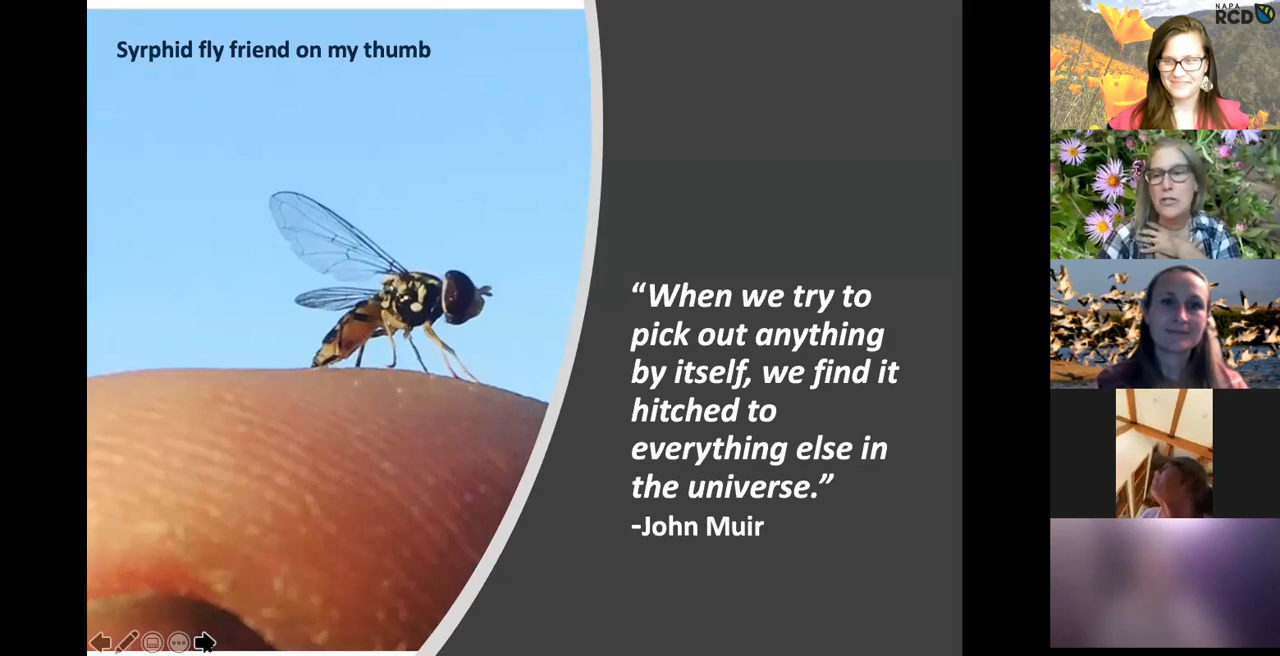 Syrphid fly friend on my thumb
“When we try to
pick out anything
by itself, we find it
hitched to
everything else in
the universe.”
-John Muir
NAPA
RCD